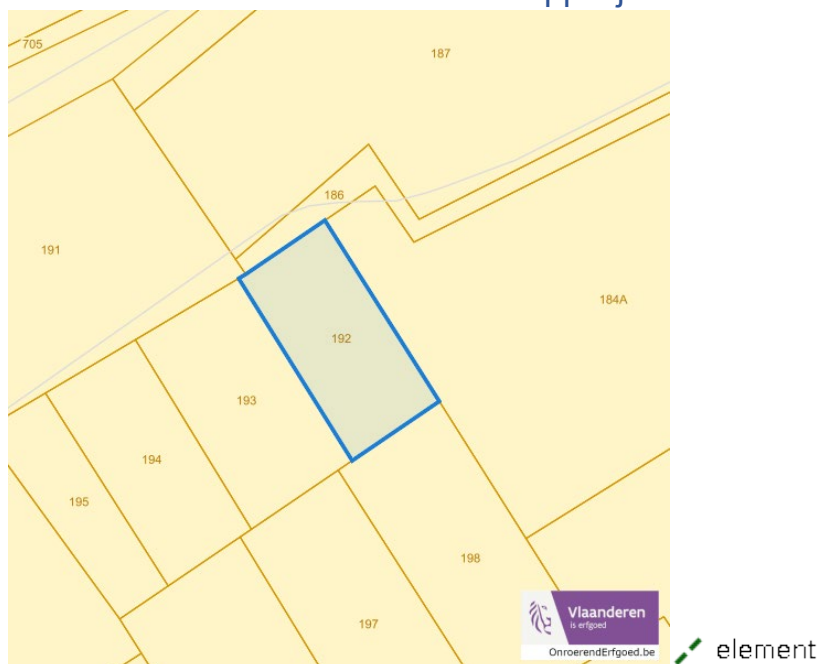 705
187
186
191
184A
192
193
194
195
198
197
Vlaanderen
is erfgoed
OnroerendErfgoed.be
element